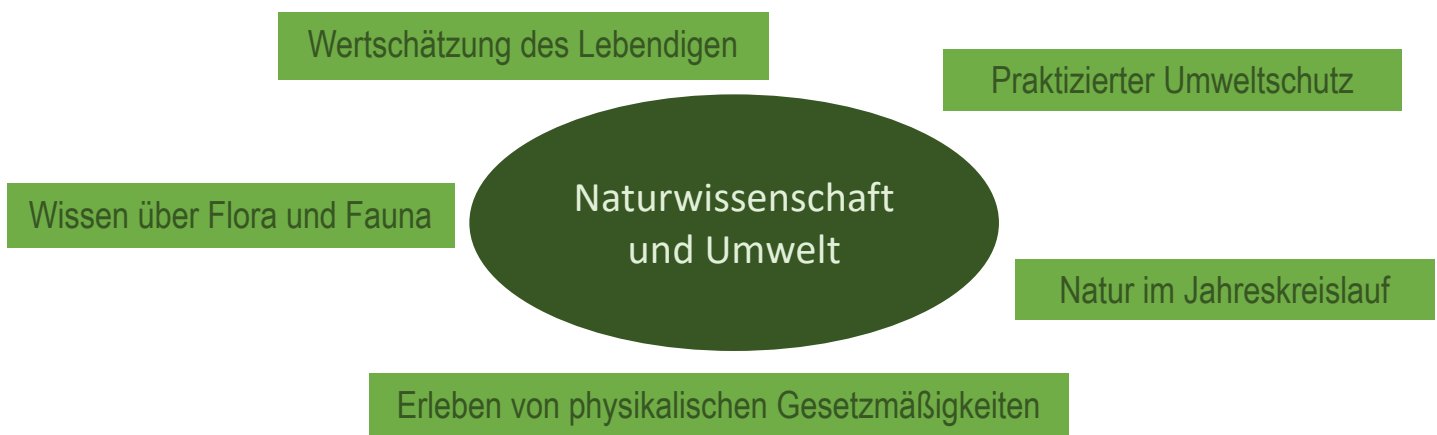 Wertschätzung des Lebendigen
Praktizierter Umweltschutz
Wissen über Flora und Fauna
Naturwissenschaft
und Umwelt
Natur im Jahreskreislauf
Erleben von physikalischen Gesetzmäßigkeiten